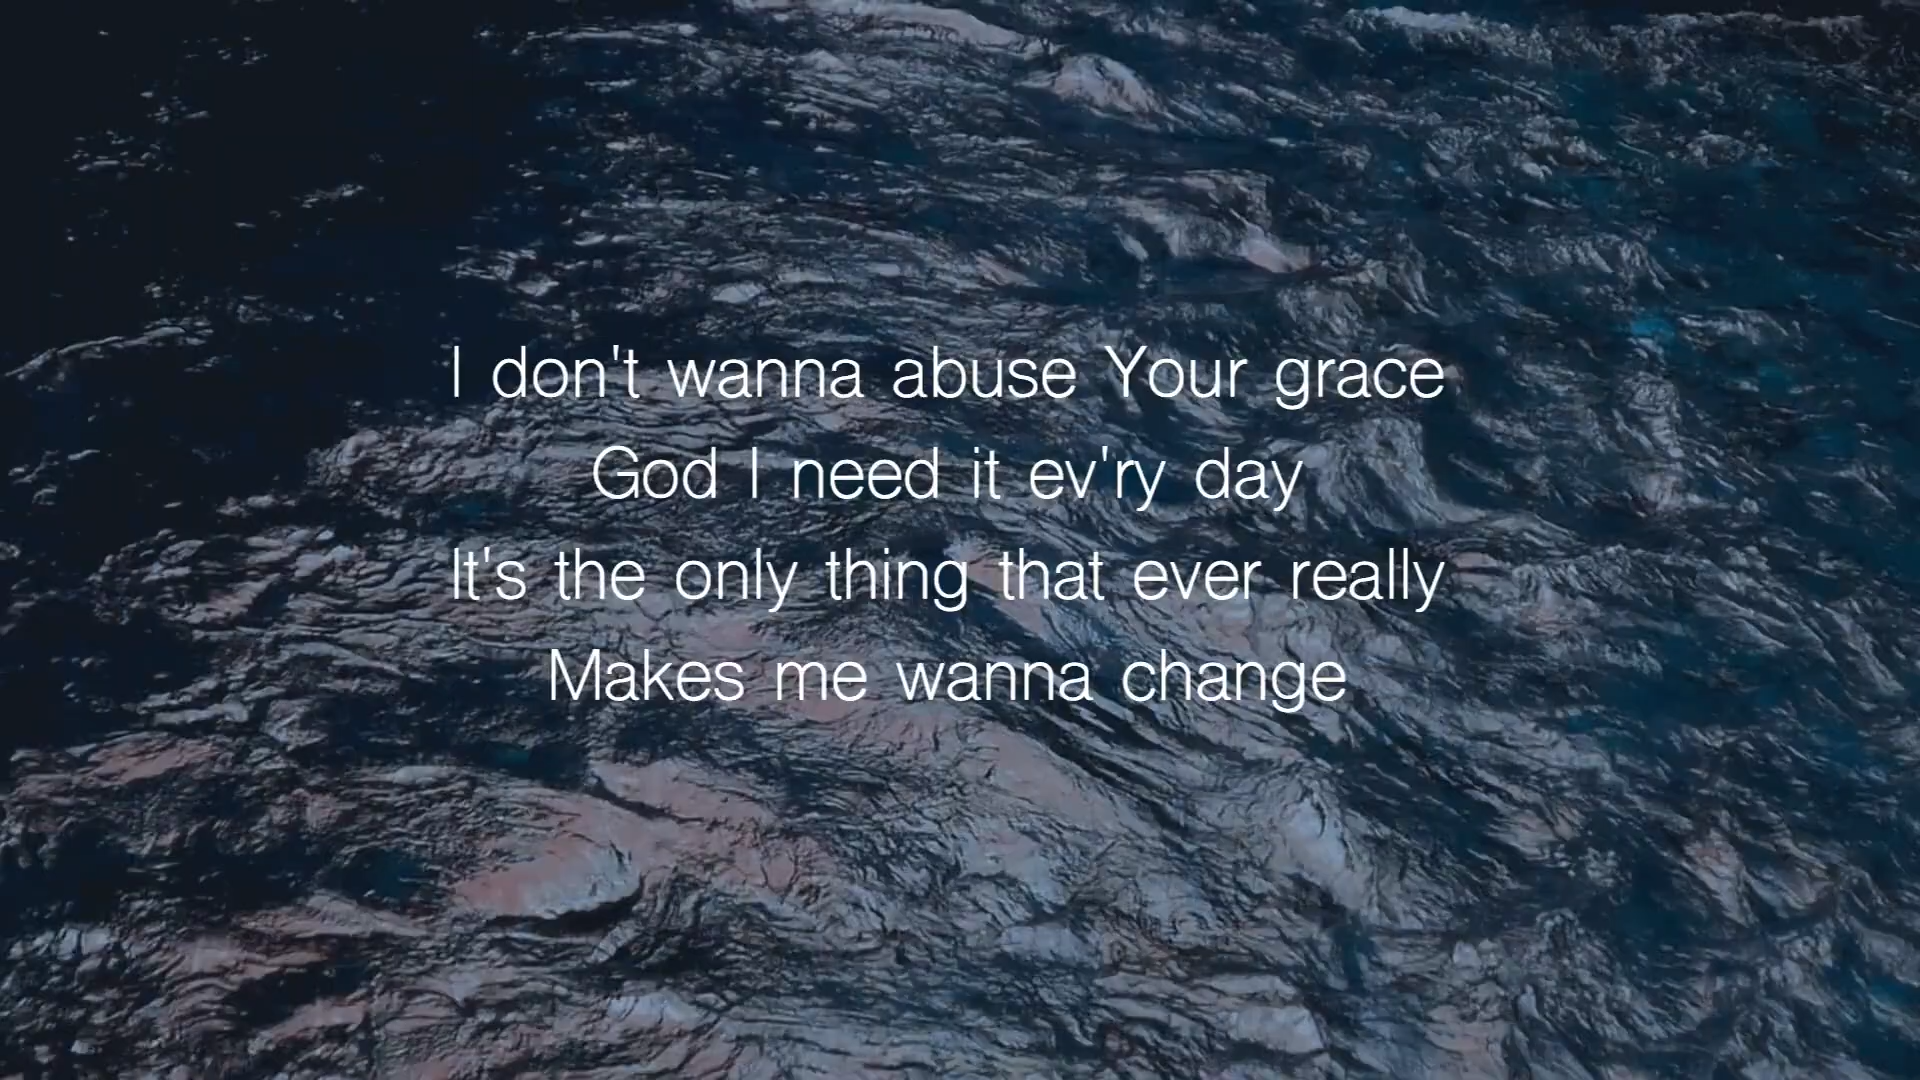 I don't wanna abuse Your grace
God I need it ev'ry day
It's the only thing that ever really
Makes me wanna change